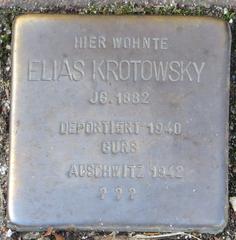 HIER WOHNTE
ELIAS KROTOWSKY
JG. 1882
DEPORTIERT 1940
GURS
AUSCHWITZ 1942
? ? ?